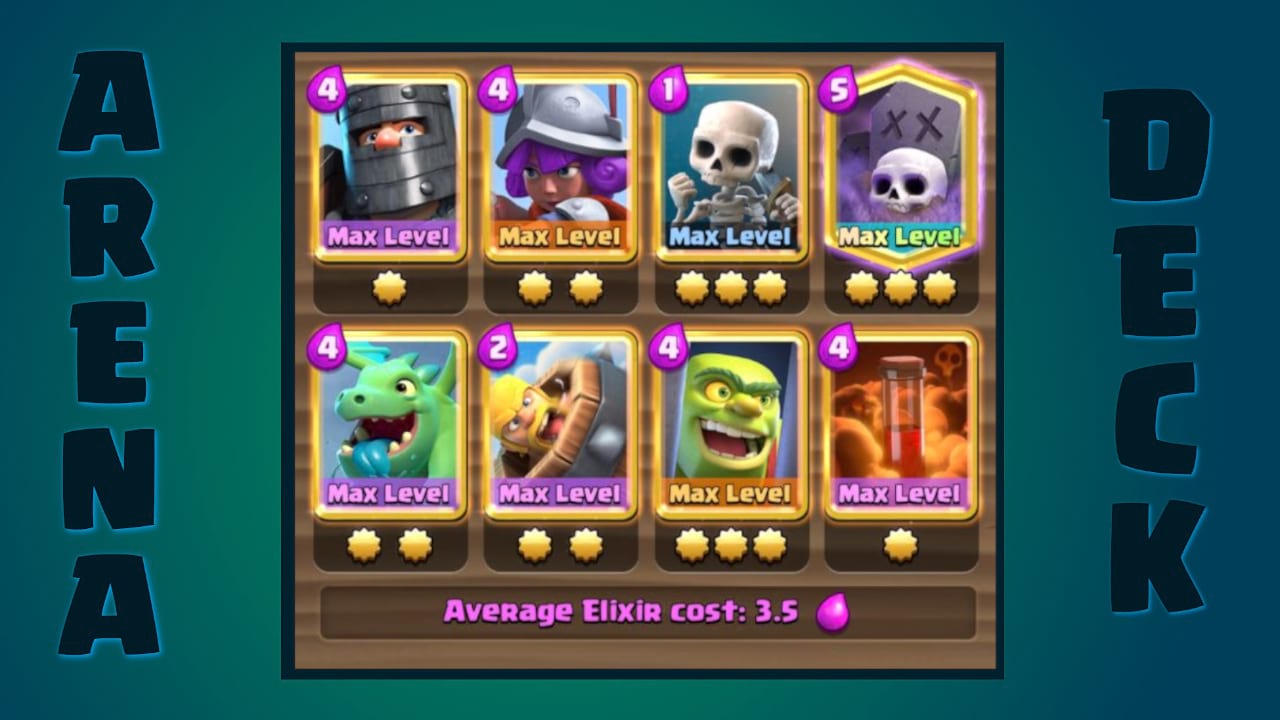 ARENA
4 4 1 5
XX
Max Level Max Level Max Level Max Level
4 2 4 4
Max Level Max Level Max Level Max Level
Average Elixir cost: 3.5
DECK